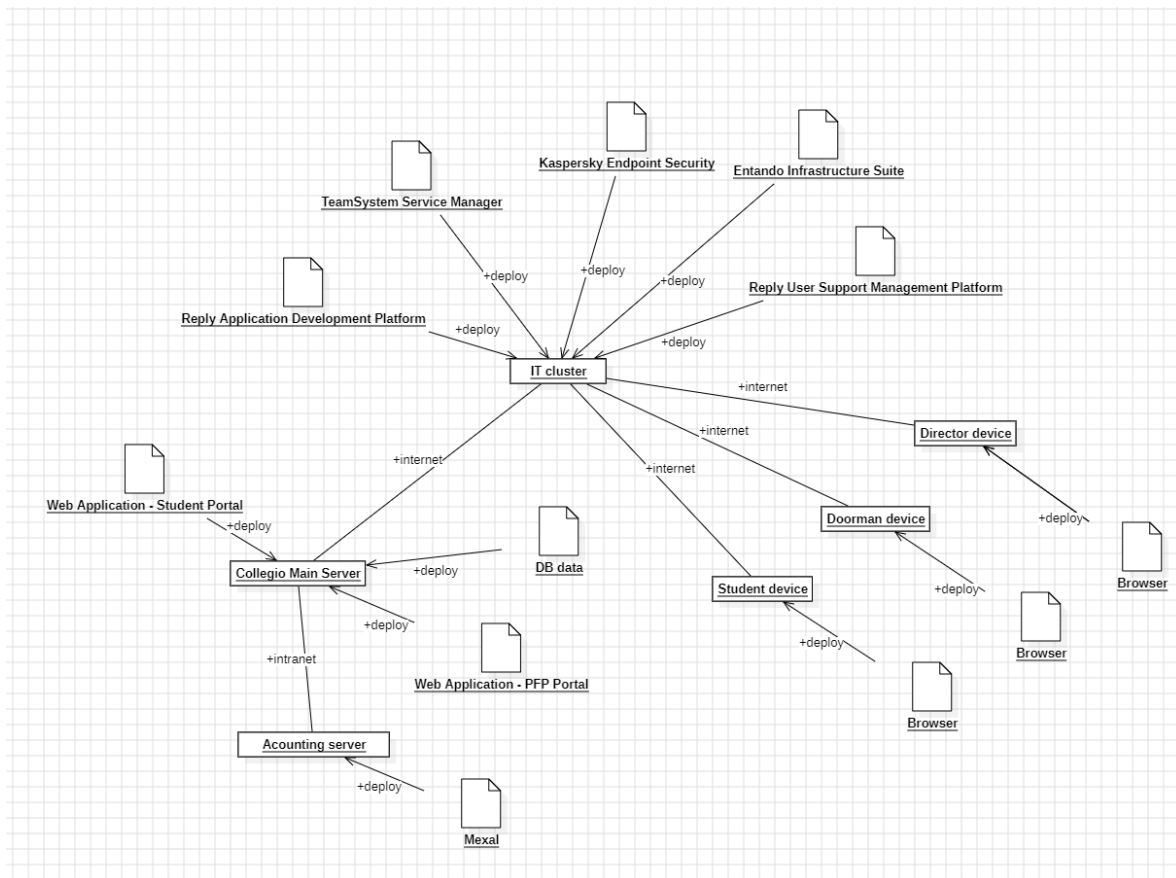 Kaspersky Endpoint Security
Entando Infrastructure Suite
TeamSystem Service Manager
+deploy
+deploy
+deploy
Reply User Support Management Platform
Reply Application Development Platform
+deploy
+deploy
IT cluster
+internet
+internet
Director device
+internet
+internet
Web Application - Student Portal
+deploy
Doorman device
+deploy
DB data
+deploy
Collegio Main Server
Student device
+deploy
Browser
+deploy
+deploy
Browser
+intranet
Web Application - PFP Portal
Browser
Acounting server
+deploy
Mexal